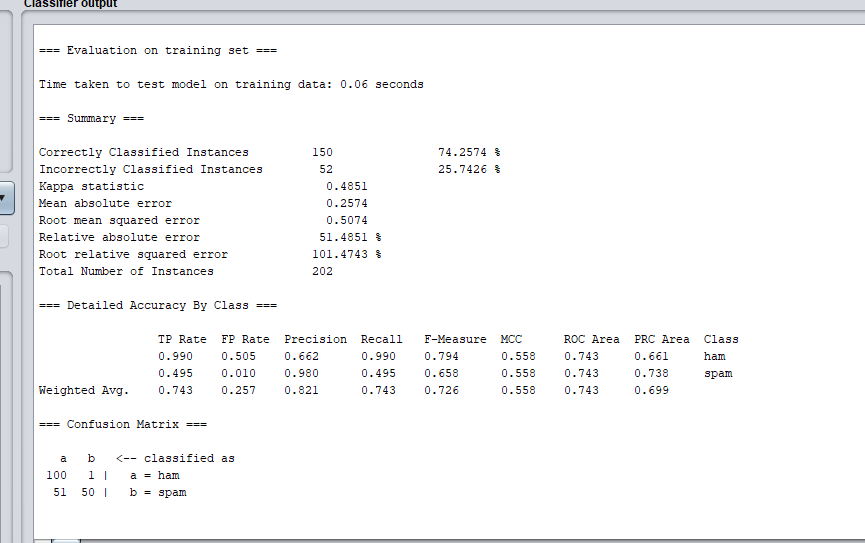 Classifier output
=== Evaluation on training set ===
Time taken to test model on training data: 0.06 seconds
=== Summary ===
Correctly Classified Instances 150 74.2574 %
Incorrectly Classified Instances 52 25.7426 %
Kappa statistic 0.4851
Mean absolute error 0.2574
Root mean squared error 0.5074
Relative absolute error 51.4851 %
Root relative squared error 101.4743 %
Total Number of Instances 202
=== Detailed Accuracy By Class ===
TP Rate FP Rate Precision Recall F-Measure MCC ROC Area PRC Area Class
0.990 0.505 0.662 0.990 0.794 0.558 0.743 0.661 ham
0.495 0.010 0.980 0.495 0.658 0.558 0.743 0.738 spam
Weighted Avg. 0.743 0.257 0.821 0.743 0.726 0.558 0.743 0.699
=== Confusion Matrix ===
a b <-- classified as
100 1 | a = ham
51 50 | b = spam